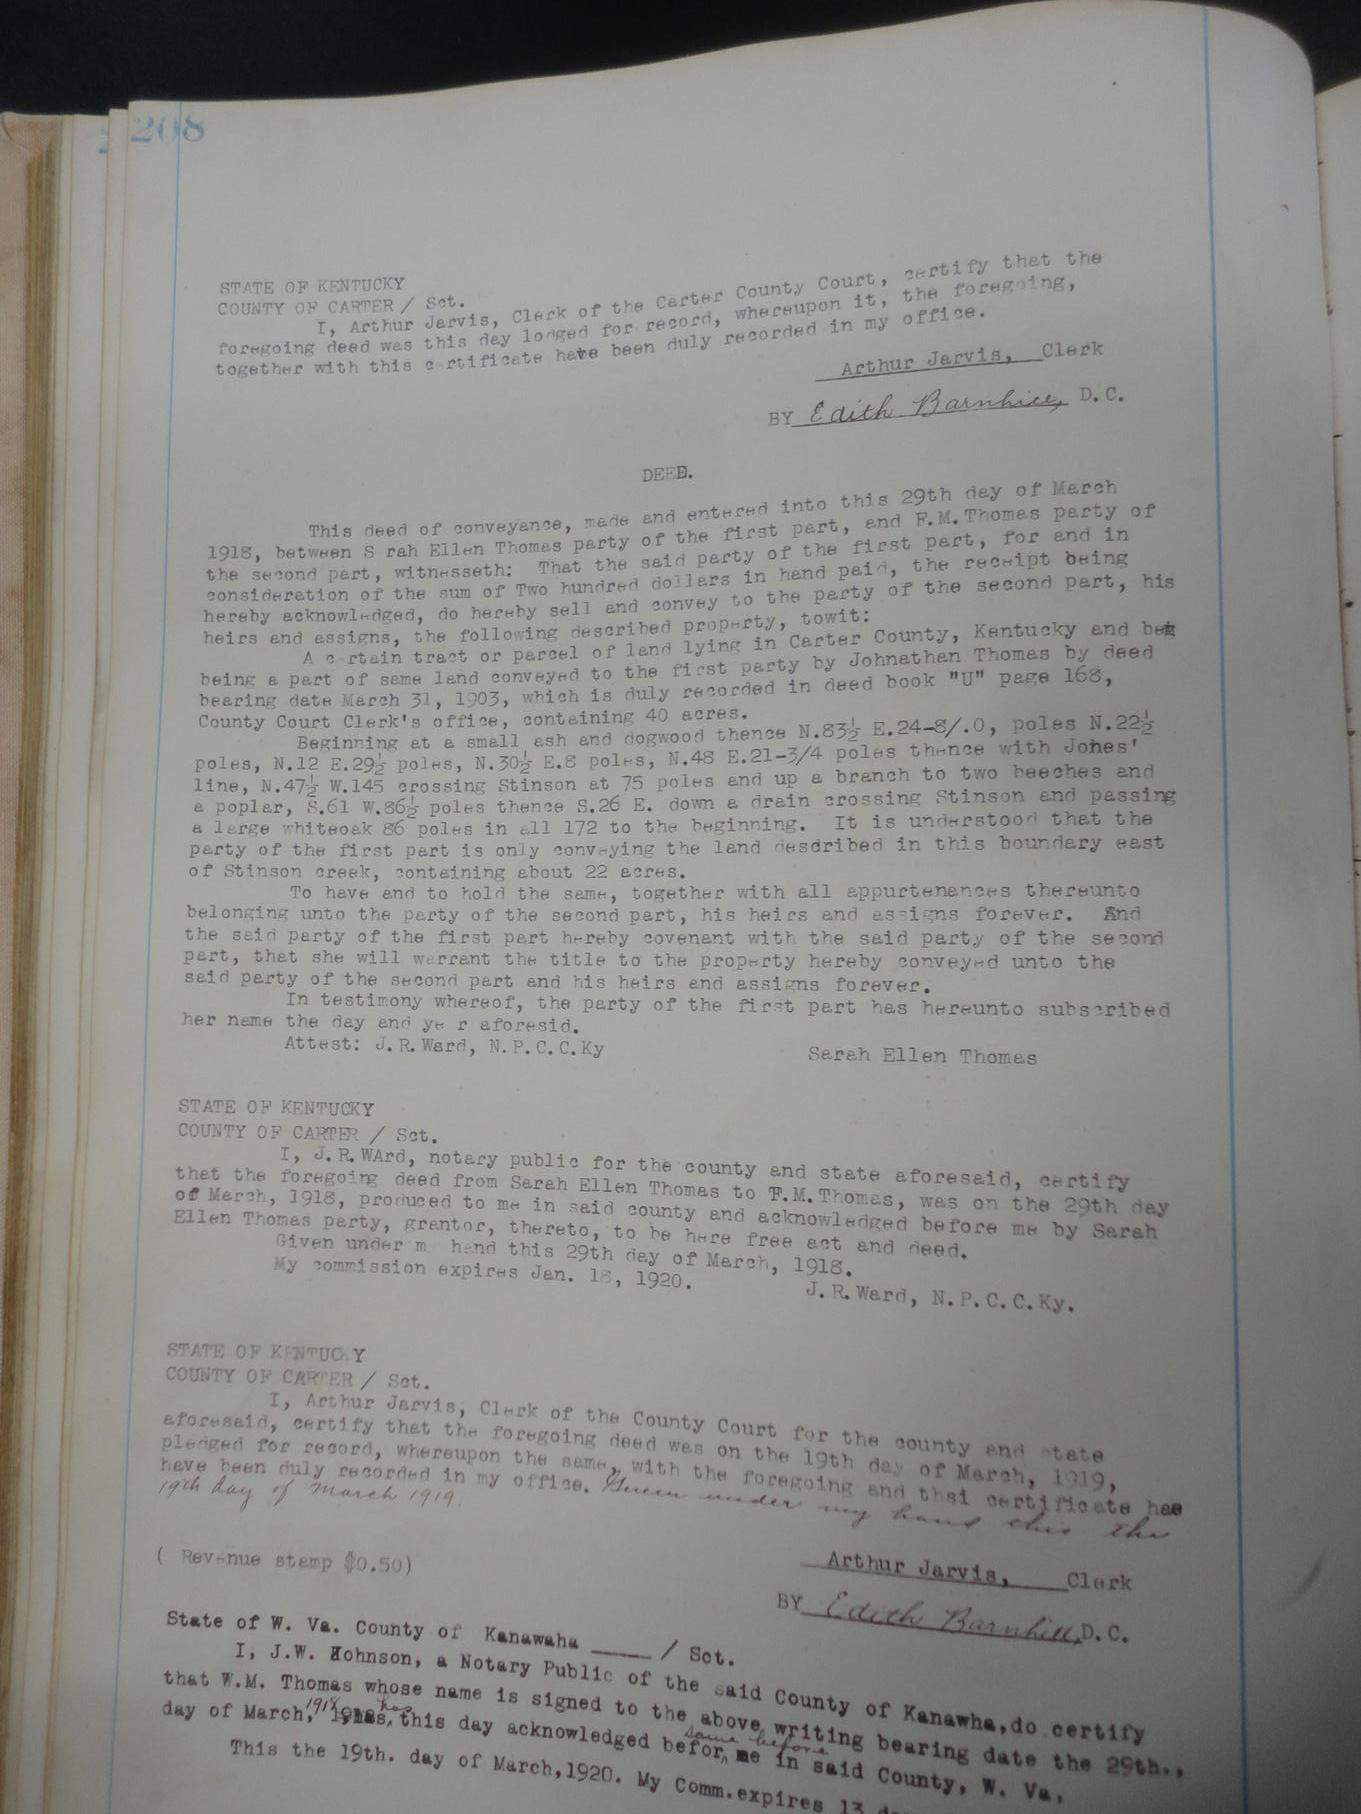 208
STATE OF KENTUCKY
COUNTY OF CARTER / Sct.
I, Arthur Jarvis, Clerk of the Carter County Court, certify that the
foregoing deed was this day lodged for record, whereupon it, the foregoing,
together with this c rtificate have been duly recorded in my office.
Arthur Jarvis, Clerk
BY Edith Barnhill, D.C.
DEED.
This deed of conveyance, made and entered into this 29th day of March
1918, between S rah Ellen Thomas party of the first part, and F.M.Thomas party of
the second part, witnesseth: That the said party of the first part, for and in
consideration of the sum of Two hundred dollars in hand paid, the receipt being
hereby acknowledged, do hereby sell and convey to the party of the second part, his
heirs and assigns, the following described property, towit:
A c rtain tract or parcel of land lying in Carter County, Kentucky and
being a part of same land conveyed to the first party by Johnathan Thomas by deed
bearing date March 31, 1903, which is duly recorded in deed book "U" page 168,
County Court Clerk's office, containing 40 acres.
Beginning at a small ash and dogwood thence N.83½ E.24-8/.0, poles N.22½
poles, N.12 E.29½ poles, N.30½ E.8 poles, N.48 E.21-3/4 poles thence with Jones'
line, N.47½ W.145 crossing Stinson at 75 poles and up a branch to two beeches and
a poplar, S.61 W.86½ poles thence S.26 E. down a drain crossing Stinson and passing
a large whiteoak 86 poles in all 172 to the beginning. It is understood that the
party of the first part is only conveying the land desdribed in this boundary east
of Stinson creek, containing about 22 acres.
To have and to hold the same, together with all appurtenances thereunto
belonging unto the party of the second part, his heirs and assigns forever. And
the said party of the first part hereby covenant with the said party of the second
part, that she will warrant the title to the property hereby conveyed unto the
said party of the second part and his heirs and assigns forever.
In testimony whereof, the party of the first part has hereunto subscribed
her name the day and ye r aforesid.
Attest: J.R.Ward, N.P.C.C.Ky
Sarah Ellen Thomas
STATE OF KENTUCKY
COUNTY OF CARTER / Sct.
I, J.R.WArd, notary public for the county and state aforesaid, certify
that the foregoing deed from Sarah Ellen Thomas to F.M.Thomas, was on the 29th day
of March, 1918, produced to me in said county and acknowledged before me by Sarah
Ellen Thomas party, grantor, thereto, to be here free act and deed.
Given under m hand this 29th day of March, 1918.
My commission expires Jan. 18, 1920.
J.R.Ward, N.P.C.C.Ky.
STATE OF KENTUC Y
COUNTY OF CARTER / Sct.
I, Arthur Jarvis, Clerk of the County Court for the county and state
aforesaid, certify that the foregoing deed was on the 19th day of March, 1919,
pledged for record, whereupon the same, with the foregoing and thsi certificate has
have been duly recorded in my office. Given under my hand this the
19th day of March 1919.
( Revenue stamp $0.50)
Arthur Jarvis, Clerk
BY Edith Barnhill, D.C.
State of W. Va. County of Kanawaha / Sct.
I, J.W. Hohnson, a Notary Public of the said County of Kanawha, do certify
that W.M. Thomas whose name is signed to the above writing bearing date the 29th.,
day of March, 1918, has this day acknowledged befor same before me in said County, W. Va,
This the 19th. day of March,1920. My Comm.expires 13